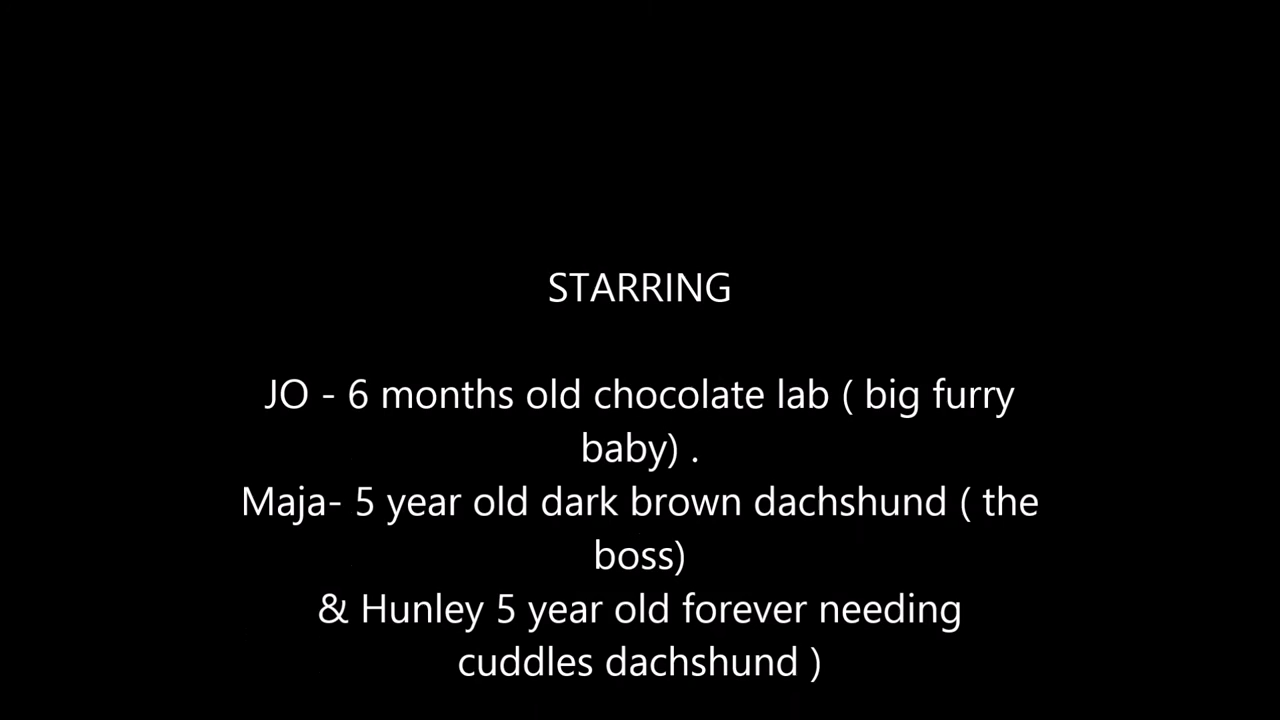 STARRING
JO - 6 months old chocolate lab ( big furry
baby) .
Maja- 5 year old dark brown dachshund ( the
boss)
& Hunley 5 year old forever needing
cuddles dachshund )